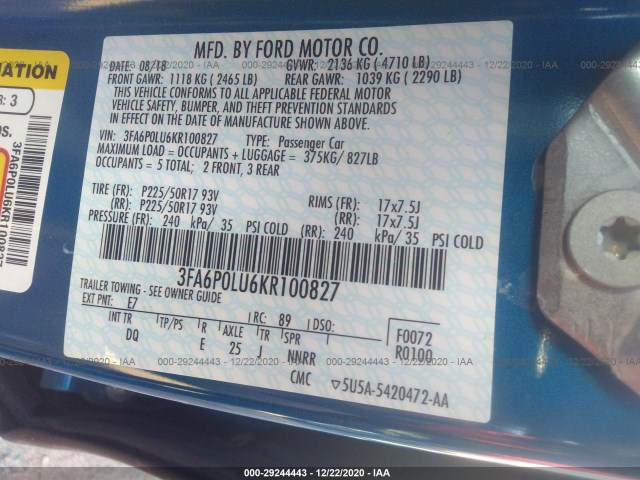 MFD. BY FORD MOTOR CO.
DATE: 08/18 GVWR: 2136 KG (4710 LB)
FRONT GAWR: 1118 KG (2465 LB) REAR GAWR: 1039 KG (2290 LB)
THIS VEHICLE CONFORMS TO ALL APPLICABLE FEDERAL MOTOR
VEHICLE SAFETY, BUMPER, AND THEFT PREVENTION STANDARDS
IN EFFECT ON THE DATE OF MANUFACTURE SHOWN ABOVE.
VIN: 3FA6P0LU6KR100827 TYPE: Passenger Car
MAXIMUM LOAD = OCCUPANTS + LUGGAGE = 375KG/ 827LB
OCCUPANTS = 5 TOTAL; 2 FRONT, 3 REAR
TIRE (FR): P225/50R17 93V RIMS (FR): 17x7.5J
(RR): P225/50R17 93V (RR): 17x7.5J
PRESSURE (FR): 240 kPa/ 35 PSI COLD (RR): 240 kPa/ 35 PSI COLD
3FA6P0LU6KR100827
TRAILER TOWING - SEE OWNER GUIDE
EXT PNT: E7 RC: 89 DSO:
INT TR TP/PS R AXLE TR SPR
DQ E 25 J NNRR
F0072
R0100
CMC ▽5U5A-5420472-AA
MATION
R: 3
OS.
3FA6P0LU6KR100827
000-29244443 - 12/22/2020 - IAA